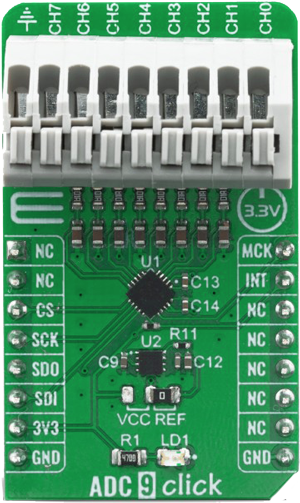 CH7 CH6 CH5 CH4 CH3 CH2 CH1 CH0
3.3V
NC MCK
U1
NC INT
C13
CS NC
C14
SCK NC
U2 R11
SDO NC
C9 C12
SDI NC
0
VCC REF
3V3 NC
R1 LD1
4700
GND GND
ADC 9 click